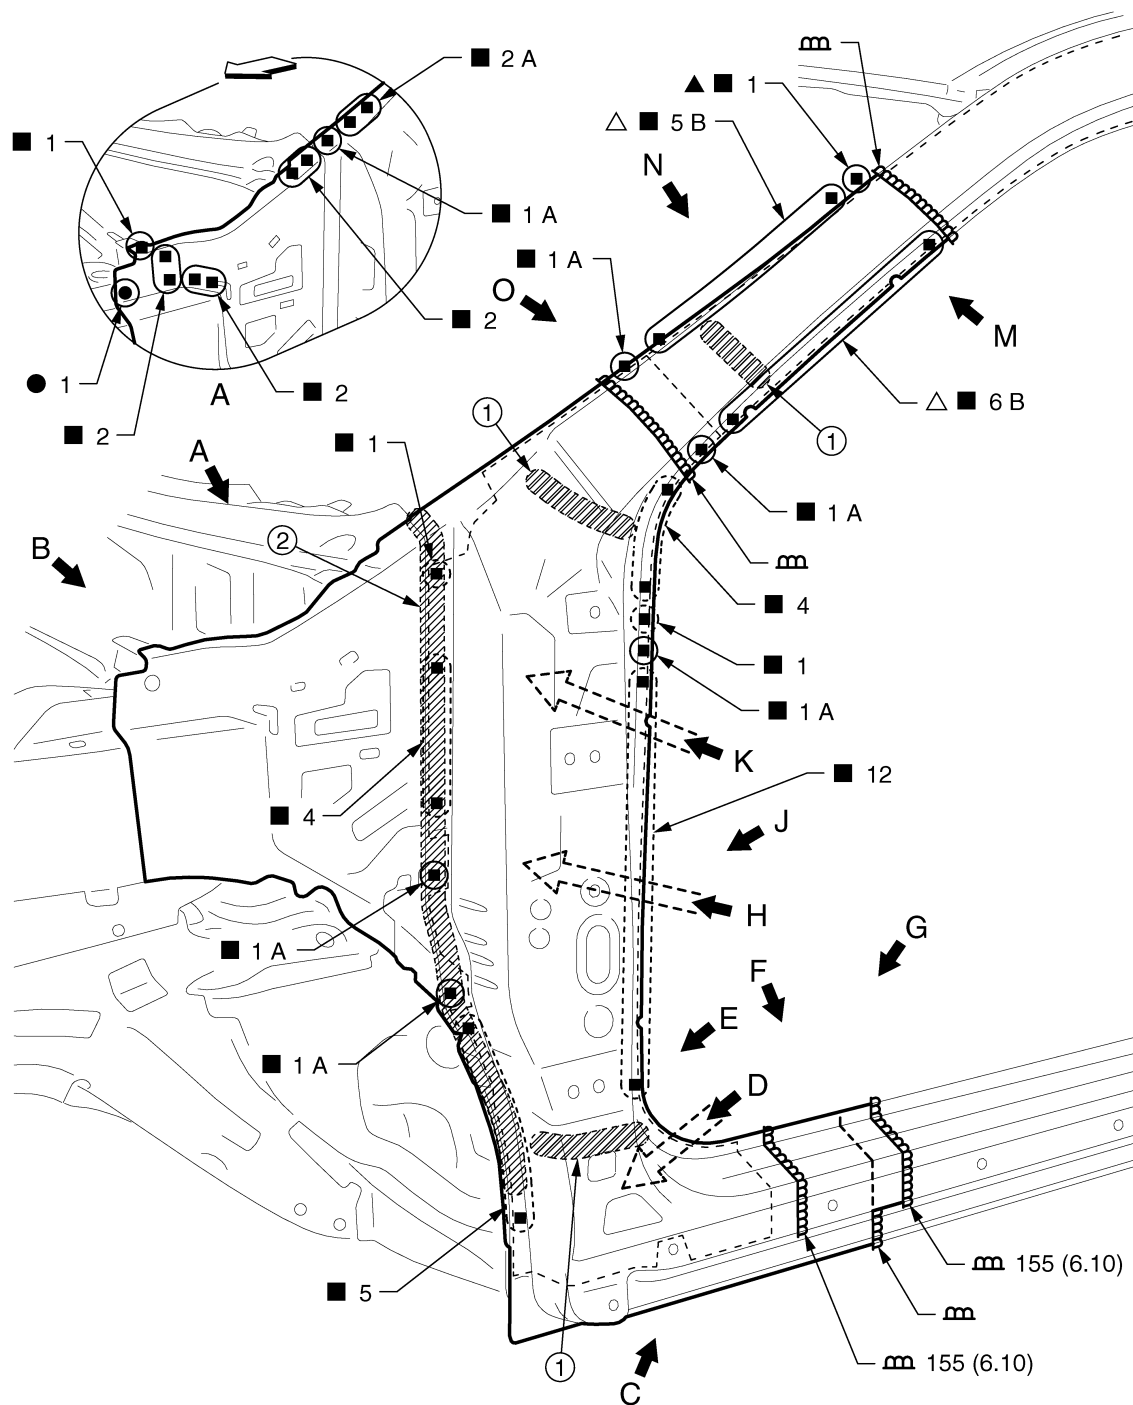 ■ 2 A
▲ ■ 1
△ ■ 5 B
■ 1
N
■ 1 A
■ 1 A
O
■ 2
M
● 1
A
■ 2
△ ■ 6 B
■ 2
1
■ 1
1
A
■ 1 A
2
B
■ 4
■ 1
■ 1 A
K
■ 12
■ 4
J
H
G
■ 1 A
F
E
■ 1 A
D
155 (6.10)
■ 5
1
155 (6.10)
C